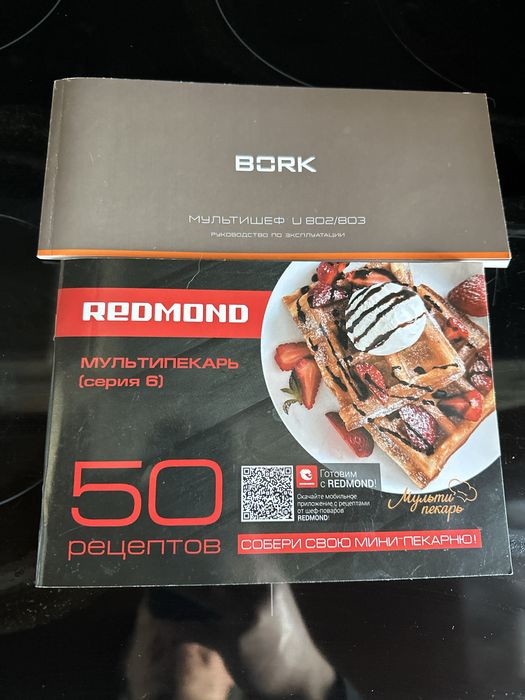 BORK
МУЛЬТИШЕФ U 802/803
РУКОВОДСТВО ПО ЭКСПЛУАТАЦИИ
REDMOND
МУЛЬТИПЕКАРЬ
(серия 6)
50
рецептов
Готовим
с REDMOND!
Скачайте мобильное
приложение с рецептами
от шеф-поваров
REDMOND!
Мульти
пекарь
СОБЕРИ СВОЮ МИНИ-ПЕКАРНЮ!